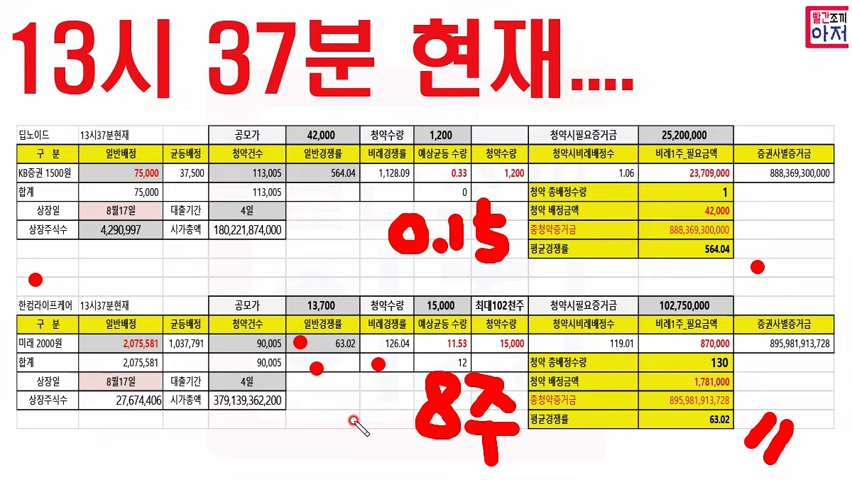 빨간조끼
아저
13시 37분 현재....
딥노이드 13시37분현재 공모가 42,000 청약수량 1,200 청약시필요증거금 25,200,000
구 분 일반배정 균등배정 청약건수 일반경쟁률 비례경쟁률 예상균등 수량 청약수량 청약시비례배정수 비례1주_필요금액 증권사별증거금
KB증권 1500원 75,000 37,500 113,005 564.04 1,128.09 0.33 1,200 1.06 23,709,000 888,369,300,000
합계 75,000 113,005 0 청약 총배정수량 1
상장일 8월17일 대출기간 4일 청약 배정금액 42,000
상장주식수 4,290,997 시가총액 180,221,874,000 총청약증거금 888,369,300,000
평균경쟁률 564.04
0.15
한컴라이프케어 13시37분현재 공모가 13,700 청약수량 15,000 최대102천주 청약시필요증거금 102,750,000
구 분 일반배정 균등배정 청약건수 일반경쟁률 비례경쟁률 예상균등 수량 청약수량 청약시비례배정수 비례1주_필요금액 증권사별증거금
미래 2000원 2,075,581 1,037,791 90,005 63.02 126.04 11.53 15,000 119.01 870,000 895,981,913,728
합계 2,075,581 90,005 12 청약 총배정수량 130
상장일 8월17일 대출기간 4일 청약 배정금액 1,781,000
상장주식수 27,674,406 시가총액 379,139,362,200 총청약증거금 895,981,913,728
평균경쟁률 63.02
8주